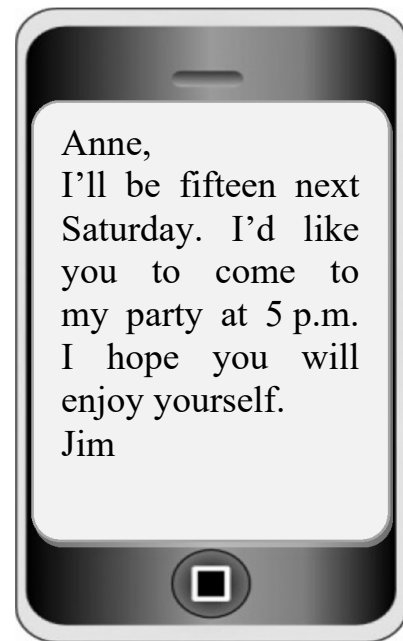 Anne,
I’ll be fifteen next
Saturday. I’d like
you to come to
my party at 5 p.m.
I hope you will
enjoy yourself.
Jim